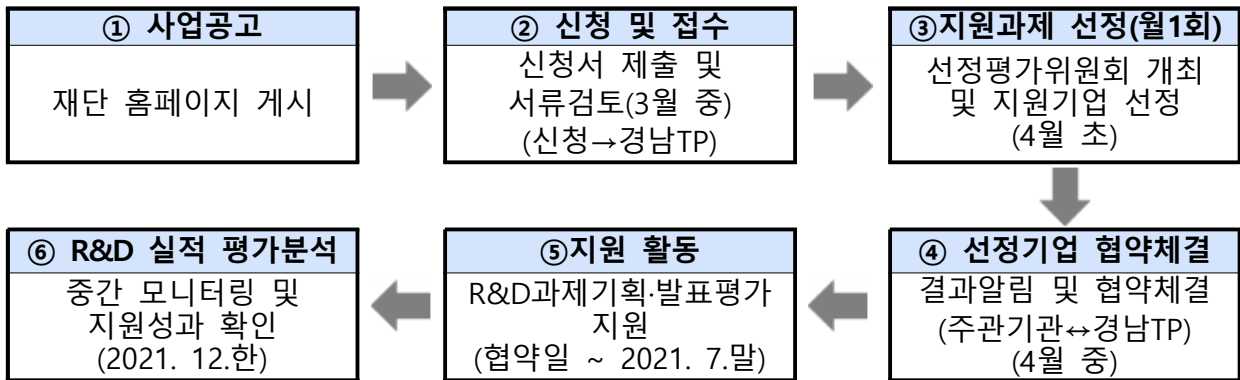 ① 사업공고
재단 홈페이지 게시
② 신청 및 접수
신청서 제출 및
서류검토(3월 중)
(신청→경남TP)
③지원과제 선정(월1회)
선정평가위원회 개최
및 지원기업 선정
(4월 초)
④ 선정기업 협약체결
결과알림 및 협약체결
(주관기관↔경남TP)
(4월 중)
⑤지원 활동
R&D과제기획·발표평가
지원
(협약일 ~ 2021. 7.말)
⑥ R&D 실적 평가분석
중간 모니터링 및
지원성과 확인
(2021. 12.한)